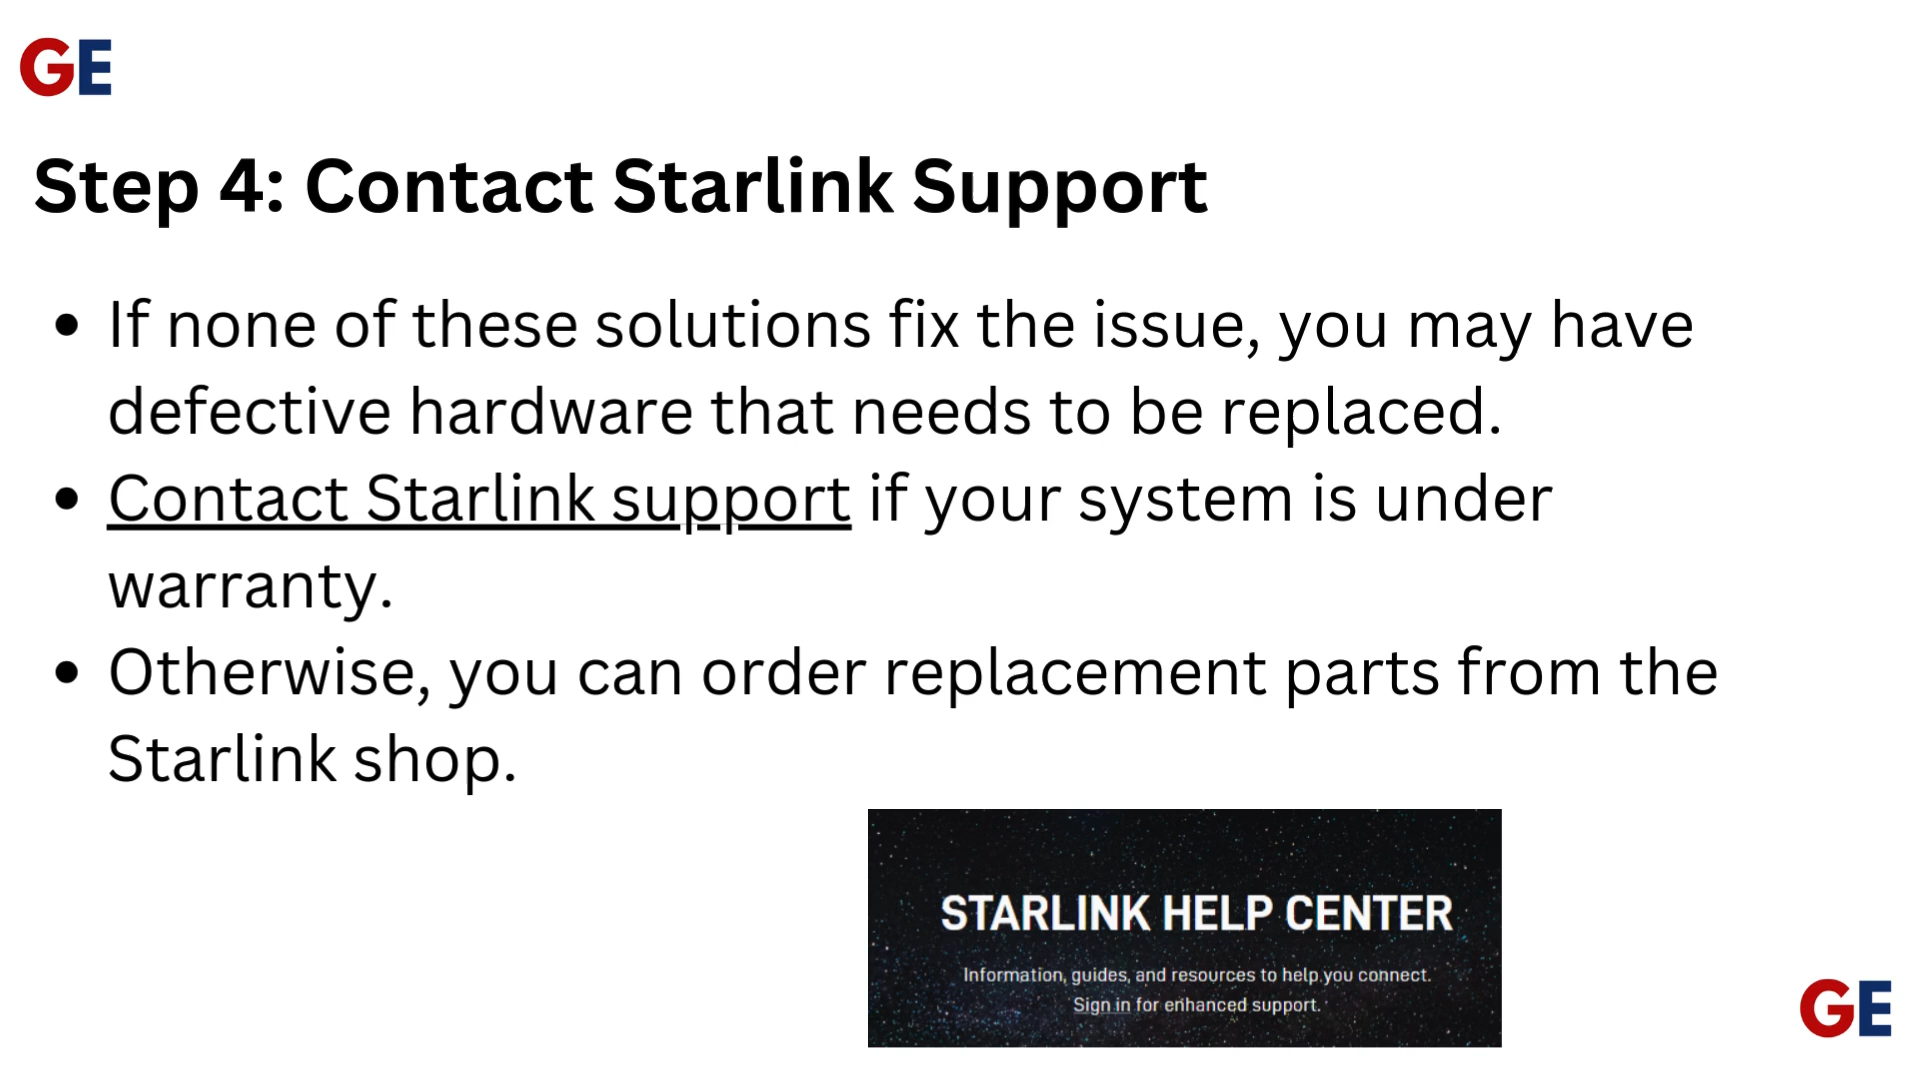 GE
Step 4: Contact Starlink Support
• If none of these solutions fix the issue, you may have
defective hardware that needs to be replaced.
• Contact Starlink support if your system is under
warranty.
• Otherwise, you can order replacement parts from the
Starlink shop.
STARLINK HELP CENTER
Information, guides, and resources to help you connect.
Sign in for enhanced support.
GE